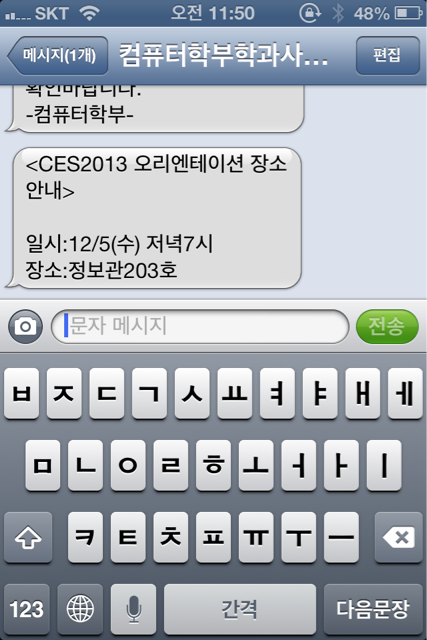 SKT 오전 11:50 48%
메시지(1개) 컴퓨터학부학과사... 편집
확인바랍니다.
-컴퓨터학부-
<CES2013 오리엔테이션 장소
안내>
일시:12/5(수) 저녁7시
장소:정보관203호
문자 메시지 전송
ㅂ ㅈ ㄷ ㄱ ㅅ ㅛ ㅕ ㅑ ㅐ ㅔ
ㅁ ㄴ ㅇ ㄹ ㅎ ㅗ ㅓ ㅏ ㅣ
ㅋ ㅌ ㅊ ㅍ ㅠ ㅜ ㅡ
123 간격 다음문장